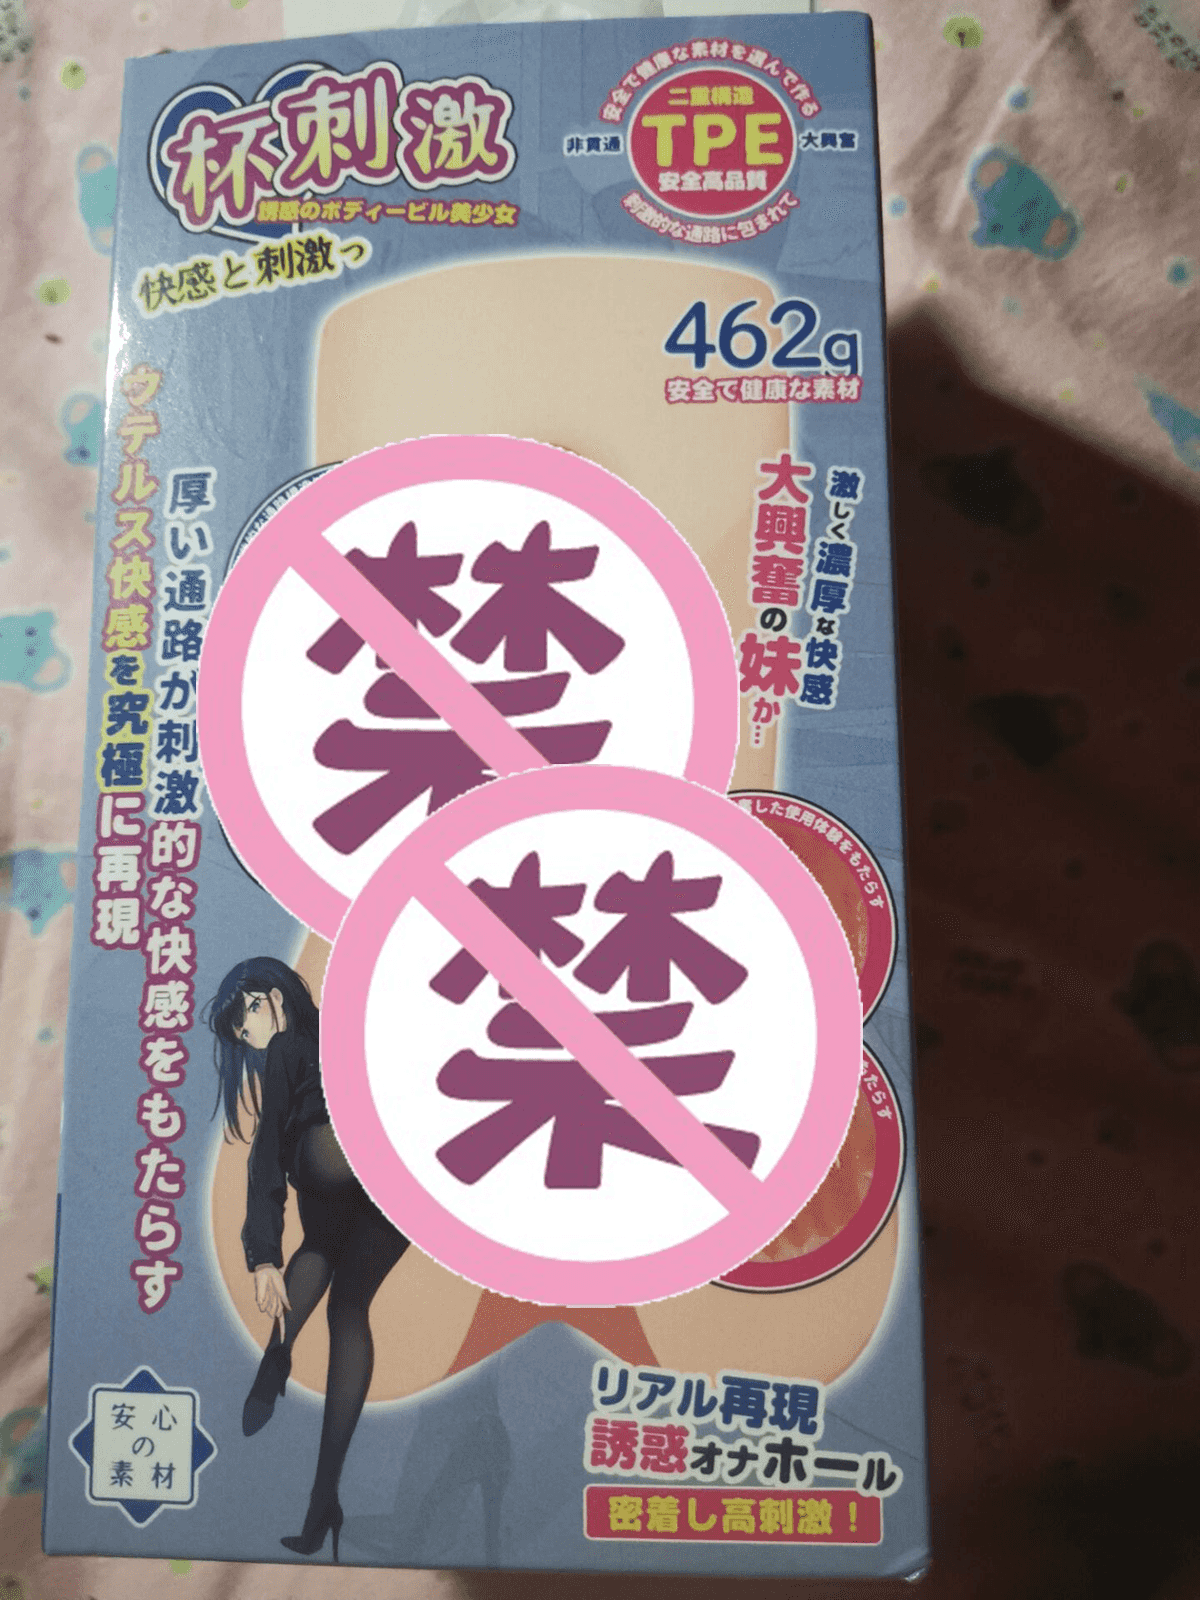 杯刺激
誘惑のボディービル美少女
快感と刺激っ
安全で健康な素材を選んで作る
二重構造
非貫通
TPE
大興奮
安全高品質
刺激的な通路に包まれて
462g
安全で健康な素材
激しく濃厚な快感
大興奮の妹か…
厚い通路が刺激的な快感をもたらす
ウテルス快感を究極に再現
禁
禁
した使用体験をもたらす
もたらす
安心
の
素材
リアル再現
誘惑オナホール
密着し高刺激！